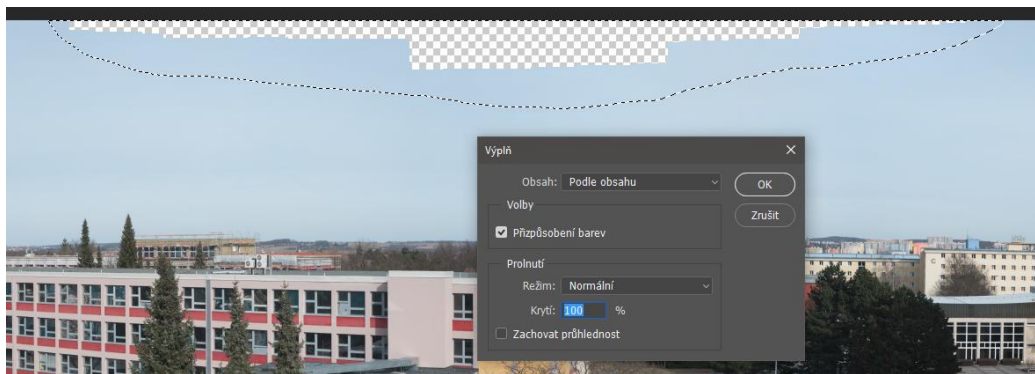 Výplň
Obsah: Podle obsahu
OK
Volby
Zrušit
Přizpůsobení barev
Prolnutí
Režim: Normální
Krytí: 100 %
Zachovat průhlednost
C